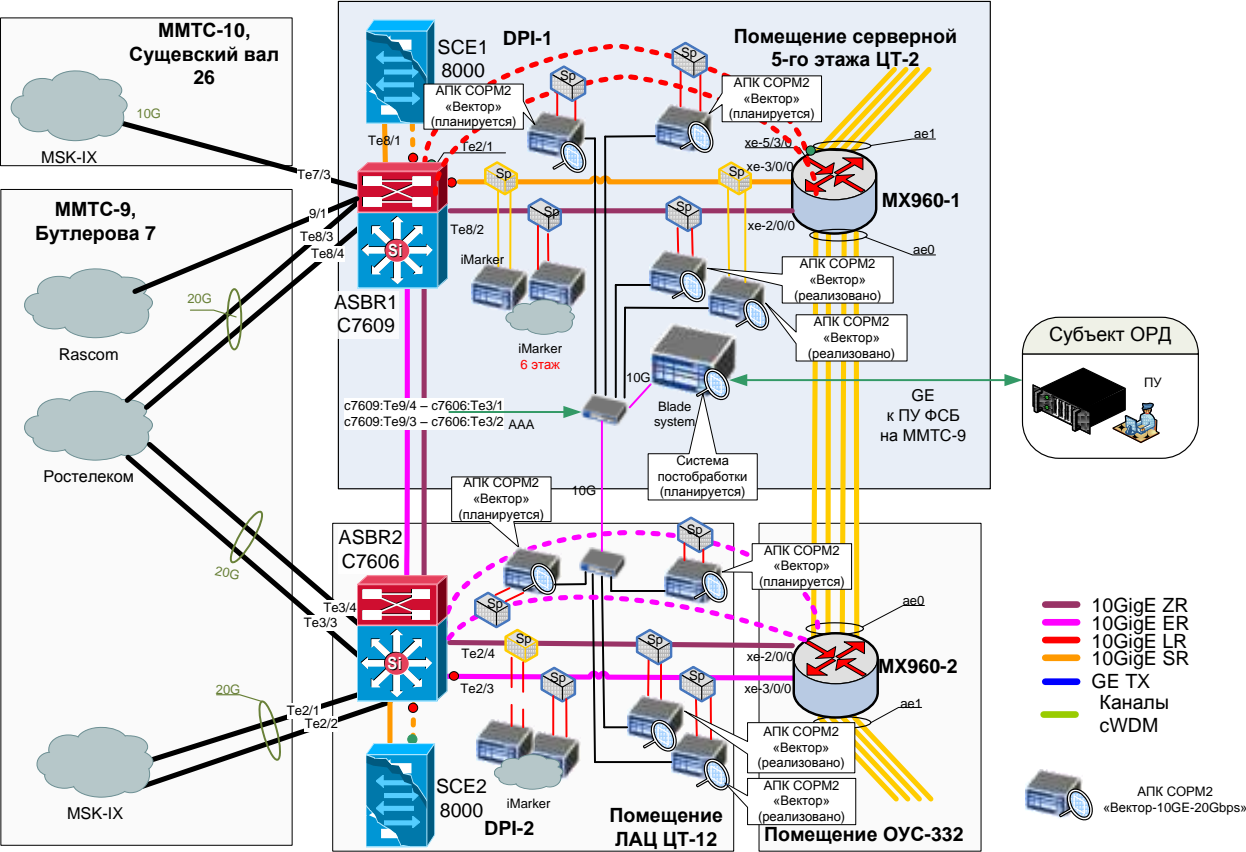 ММТС-10,
Сущевский вал
26
10G
MSK-IX
ММТС-9,
Бутлерова 7
Te7/3
9/1
Te8/3
Te8/4
20G
Rascom
Ростелеком
20G
Te3/4
Te3/3
20G
Te2/1
Te2/2
MSK-IX
SCE1
8000
DPI-1
Помещение серверной
5-го этажа ЦТ-2
Sp
Sp
АПК СОРМ2
«Вектор»
(планируется)
АПК СОРМ2
«Вектор»
(планируется)
Te8/1
Te2/1
xe-5/3/0
xe-3/0/0
ae1
Sp
Sp
MX960-1
Si
Te8/2
Sp
Sp
xe-2/0/0
ae0
iMarker
ASBR1
C7609
АПК СОРМ2
«Вектор»
(реализовано)
АПК СОРМ2
«Вектор»
(реализовано)
iMarker
6 этаж
10G
Blade
system
c7609:Te9/4 – c7606:Te3/1
c7609:Te9/3 – c7606:Te3/2
AAA
Система
постобработки
(планируется)
10G
GE
к ПУ ФСБ
на ММТС-9
Субъект ОРД
ПУ
АПК СОРМ2
«Вектор»
(планируется)
ASBR2
C7606
Sp
АПК СОРМ2
«Вектор»
(планируется)
Sp
ae0
Si
Te2/4
Sp
Sp
xe-2/0/0
MX960-2
Te2/3
Sp
Sp
xe-3/0/0
ae1
АПК СОРМ2
«Вектор»
(реализовано)
АПК СОРМ2
«Вектор»
(реализовано)
SCE2
8000
iMarker
DPI-2
Помещение
ЛАЦ ЦТ-12
Помещение ОУС-332
10GigE ZR
10GigE ER
10GigE LR
10GigE SR
GE TX
Каналы
cWDM
АПК СОРМ2
«Вектор-10GE-20Gbps»